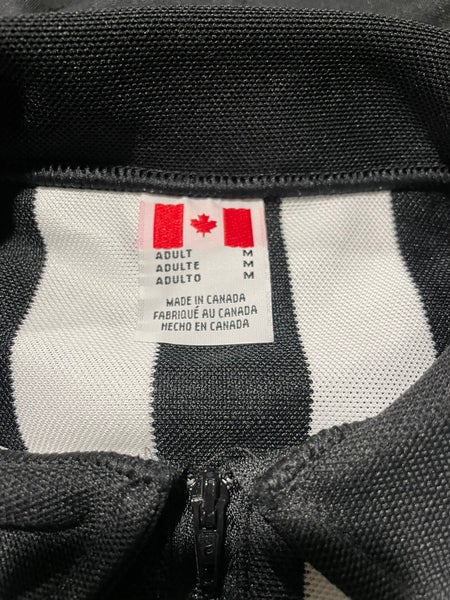 ADULT M
ADULTE M
ADULTO M
MADE IN CANADA
FABRIQUÉ AU CANADA
HECHO EN CANADA